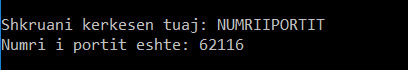 Shkruani kerkesen tuaj: NUMRIIPORTIT
Numri i portit eshte: 62116